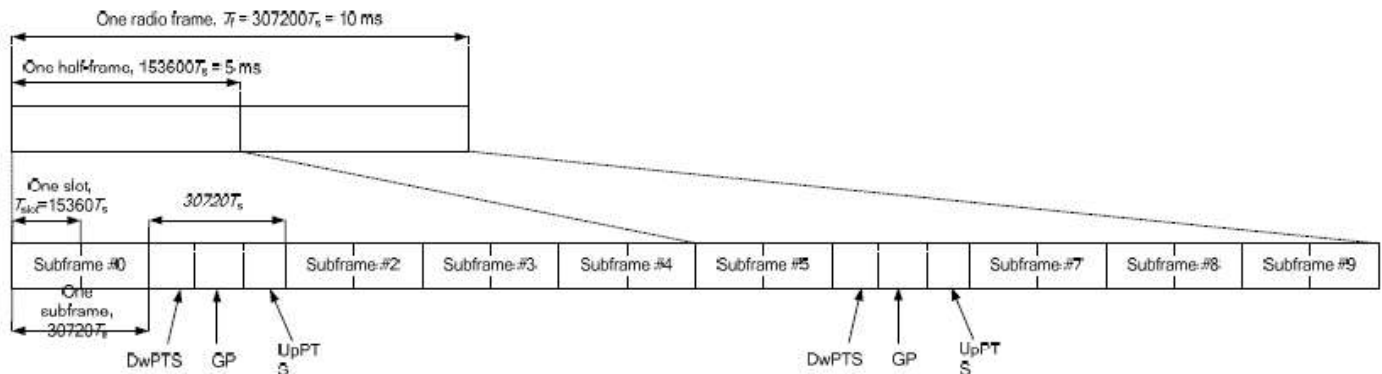 One radio frame, Tf = 307200Ts = 10 ms
One half-frame, 153600Ts = 5 ms
One slot,
Tslot=15360Ts
30720Ts
Subframe #0
Subframe #2
Subframe #3
Subframe #4
Subframe #5
Subframe #7
Subframe #8
Subframe #9
One
subframe,
30720Ts
DwPTS
GP
UpPT
S
DwPTS
GP
UpPT
S